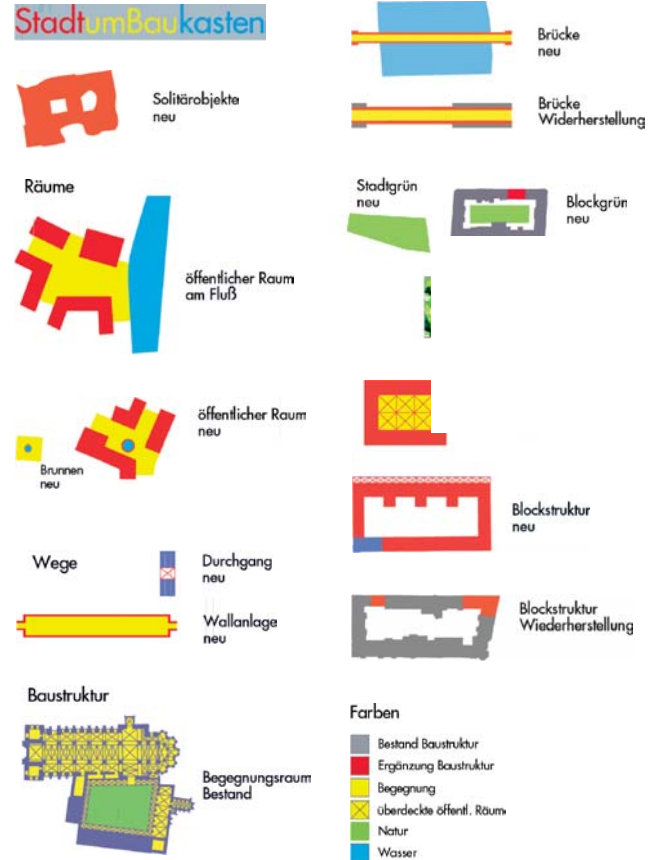 StadtumBaukasten
Solitärobjekte
neu
Räume
öffentlicher Raum
am Fluß
öffentlicher Raum
neu
Brunnen
neu
Wege
Durchgang
neu
Wallanlage
neu
Baustruktur
Begegnungsraum
Bestand
Brücke
neu
Brücke
Widerherstellung
Stadtgrün
neu
Blockgrün
neu
Blockstruktur
neu
Blockstruktur
Wiederherstellung
Farben
Bestand Baustruktur
Ergänzung Baustruktur
Begegnung
überdeckte öffentl. Räume
Natur
Wasser